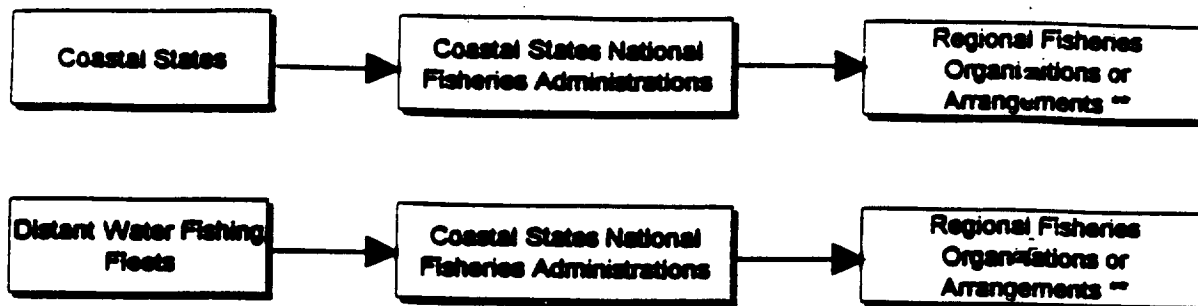 Coastal States
Coastal States National
Fisheries Administrations
Regional Fisheries
Organizations or
Arrangements **
Distant Water Fishing
Fleets
Coastal States National
Fisheries Administrations
Regional Fisheries
Organizations or
Arrangements **